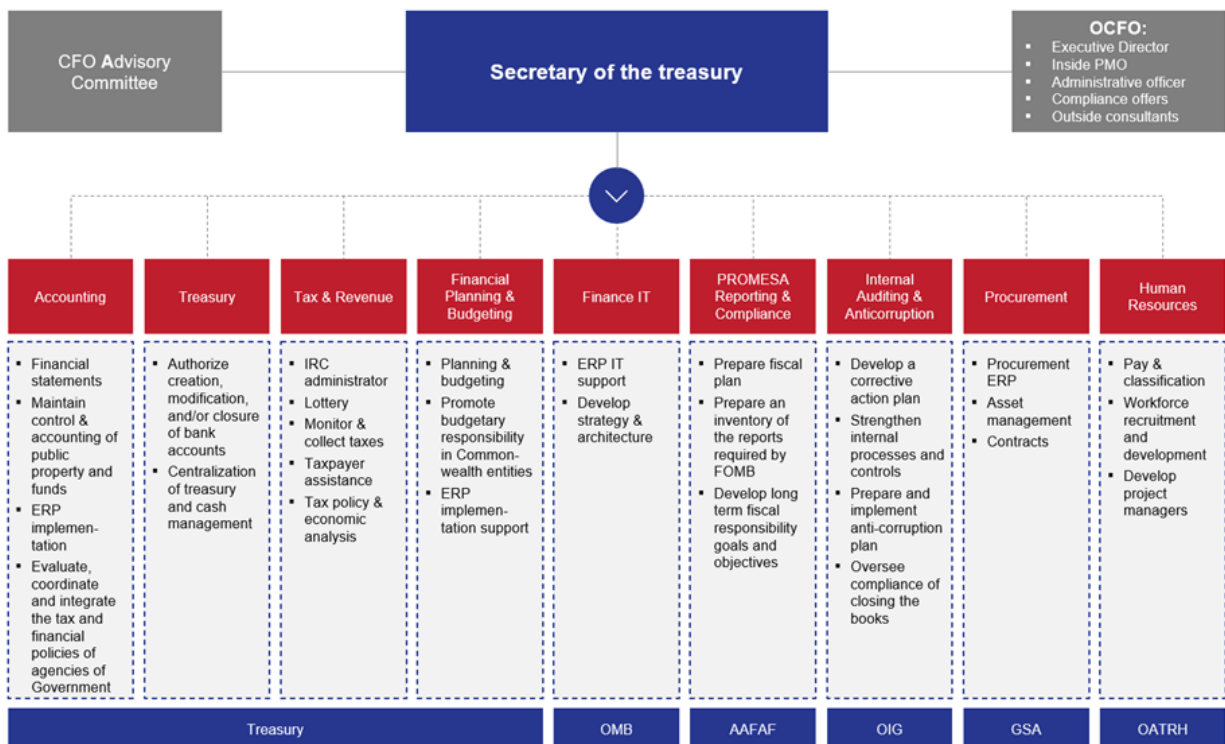 CFO Advisory
Committee
Secretary of the treasury
OCFO:
▪ Executive Director
▪ Inside PMO
▪ Administrative officer
▪ Compliance offers
▪ Outside consultants
Accounting
Treasury
Tax & Revenue
Financial
Planning &
Budgeting
Finance IT
PROMESA
Reporting &
Compliance
Internal
Auditing &
Anticorruption
Procurement
Human
Resources
▪ Financial
statements
▪ Maintain
control &
accounting of
public
property and
funds
▪ ERP
implemen-
tation
▪ Evaluate,
coordinate
and integrate
the tax and
financial
policies of
agencies of
Government
▪ Authorize
creation,
modification,
and/or closure
of bank
accounts
▪ Centralization
of treasury
and cash
management
▪ IRC
administrator
▪ Lottery
▪ Monitor &
collect taxes
▪ Taxpayer
assistance
▪ Tax policy &
economic
analysis
▪ Planning &
budgeting
▪ Promote
budgetary
responsibility
in Common-
wealth entities
▪ ERP
implemen-
tation support
▪ ERP IT
support
▪ Develop
strategy &
architecture
▪ Prepare fiscal
plan
▪ Prepare an
inventory of
the reports
required by
FOMB
▪ Develop long
term fiscal
responsibility
goals and
objectives
▪ Develop a
corrective
action plan
▪ Strengthen
internal
processes and
controls
▪ Prepare and
implement
anti-corruption
plan
▪ Oversee
compliance of
closing the
books
▪ Procurement
ERP
▪ Asset
management
▪ Contracts
▪ Pay &
classification
▪ Workforce
recruitment
and
development
▪ Develop
project
managers
Treasury
OMB
AAFAF
OIG
GSA
OATRH